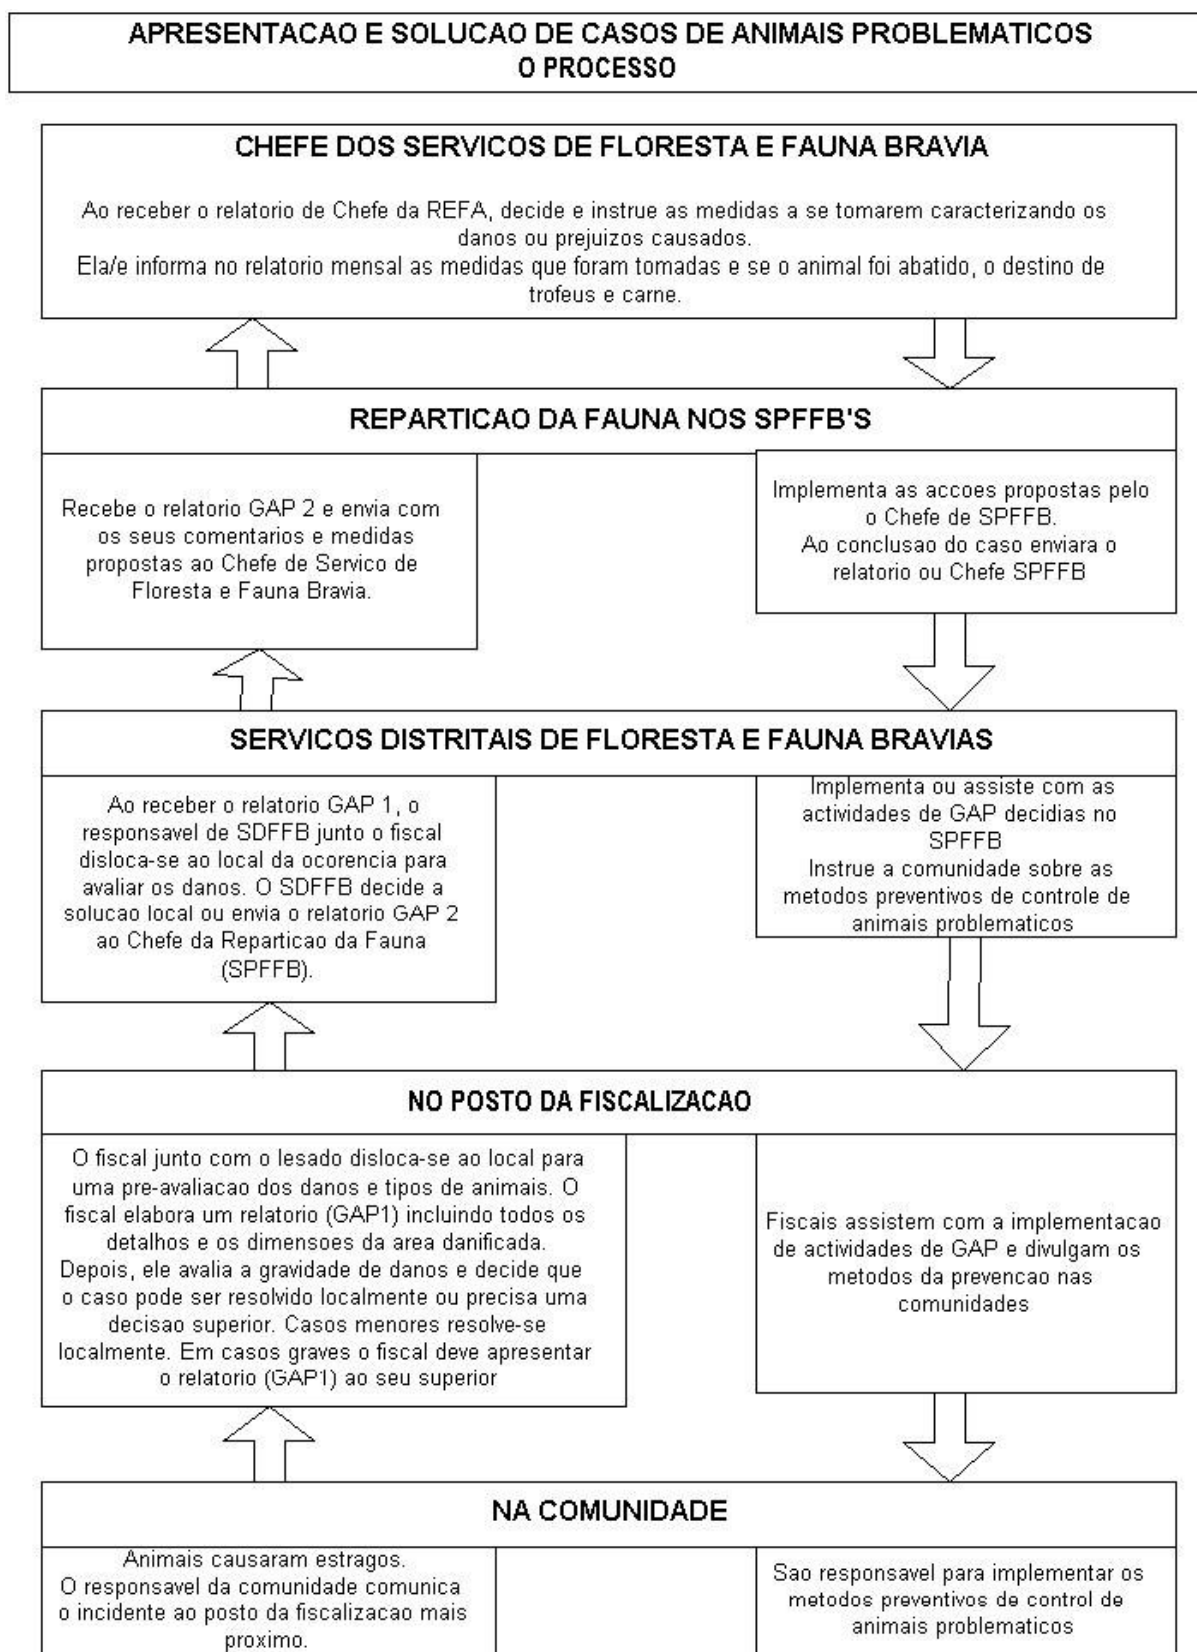 APRESENTACAO E SOLUCAO DE CASOS DE ANIMAIS PROBLEMATICOS
O PROCESSO
CHEFE DOS SERVICOS DE FLORESTA E FAUNA BRAVIA
Ao receber o relatorio de Chefe da REFA, decide e instrue as medidas a se tomarem caracterizando os
danos ou prejuizos causados.
Ela/e informa no relatorio mensal as medidas que foram tomadas e se o animal foi abatido, o destino de
trofeus e carne.
REPARTICAO DA FAUNA NOS SPFFB'S
Recebe o relatorio GAP 2 e envia com
os seus comentarios e medidas
propostas ao Chefe de Servico de
Floresta e Fauna Bravia.
Implementa as accoes propostas pelo
o Chefe de SPFFB.
Ao conclusao do caso enviara o
relatorio ou Chefe SPFFB
SERVICOS DISTRITAIS DE FLORESTA E FAUNA BRAVIAS
Ao receber o relatorio GAP 1, o
responsavel de SDFFB junto o fiscal
disloca-se ao local da ocorencia para
avaliar os danos. O SDFFB decide a
solucao local ou envia o relatorio GAP 2
ao Chefe da Reparticao da Fauna
(SPFFB).
Implementa ou assiste com as
actividades de GAP decidias no
SPFFB
Instrue a comunidade sobre as
metodos preventivos de controle de
animais problematicos
NO POSTO DA FISCALIZACAO
O fiscal junto com o lesado disloca-se ao local para
uma pre-avaliacao dos danos e tipos de animais. O
fiscal elabora um relatorio (GAP1) incluindo todos os
detalhos e os dimensoes da area danificada.
Depois, ele avalia a gravidade de danos e decide que
o caso pode ser resolvido localmente ou precisa uma
decisao superior. Casos menores resolve-se
localmente. Em casos graves o fiscal deve apresentar
o relatorio (GAP1) ao seu superior
Fiscais assistem com a implementacao
de actividades de GAP e divulgam os
metodos da prevencao nas
comunidades
NA COMUNIDADE
Animais causaram estragos.
O responsavel da comunidade comunica
o incidente ao posto da fiscalizacao mais
proximo.
Sao responsavel para implementar os
metodos preventivos de control de
animais problematicos